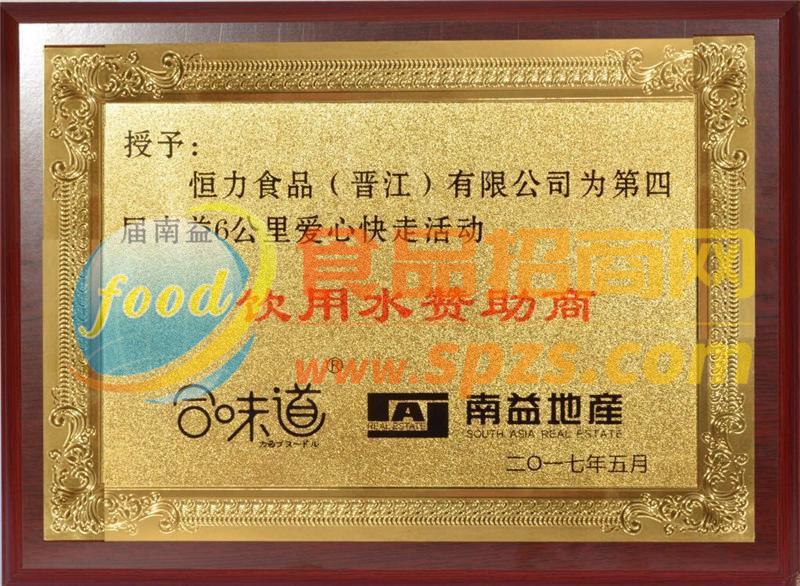 授予：
恒力食品（晋江）有限公司为第四
届南益6公里爱心快走活动
饮用水赞助商
food
食品招商网
www.spzs.com
®
合味道
南益地産
REAL ESTATE
SOUTH ASIA REAL ESTATE
二〇一七年五月